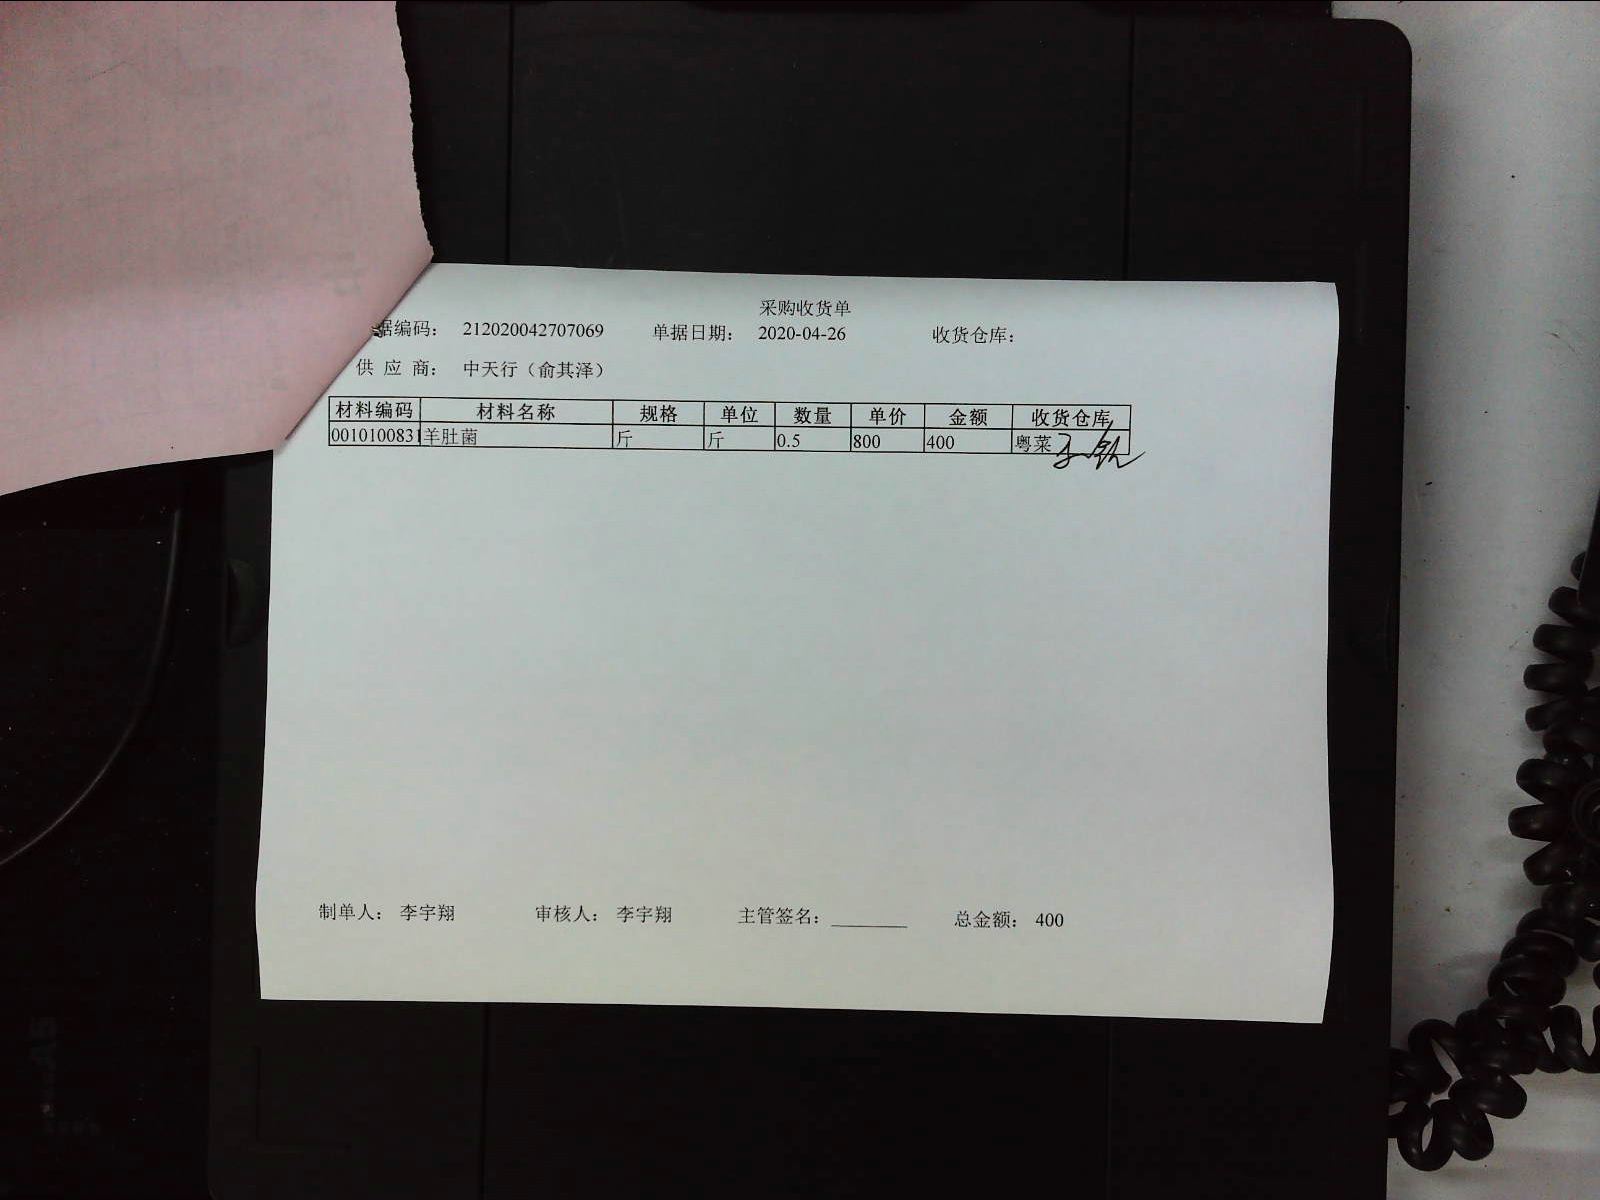 采购收货单
据编码： 212020042707069 单据日期： 2020-04-26 收货仓库：
供 应 商： 中天行（俞其泽）
材料编码 材料名称 规格 单位 数量 单价 金额 收货仓库
0010100831 羊肚菌 斤 斤 0.5 800 400 粤菜
制单人： 李宇翔 审核人： 李宇翔 主管签名： ________ 总金额： 400